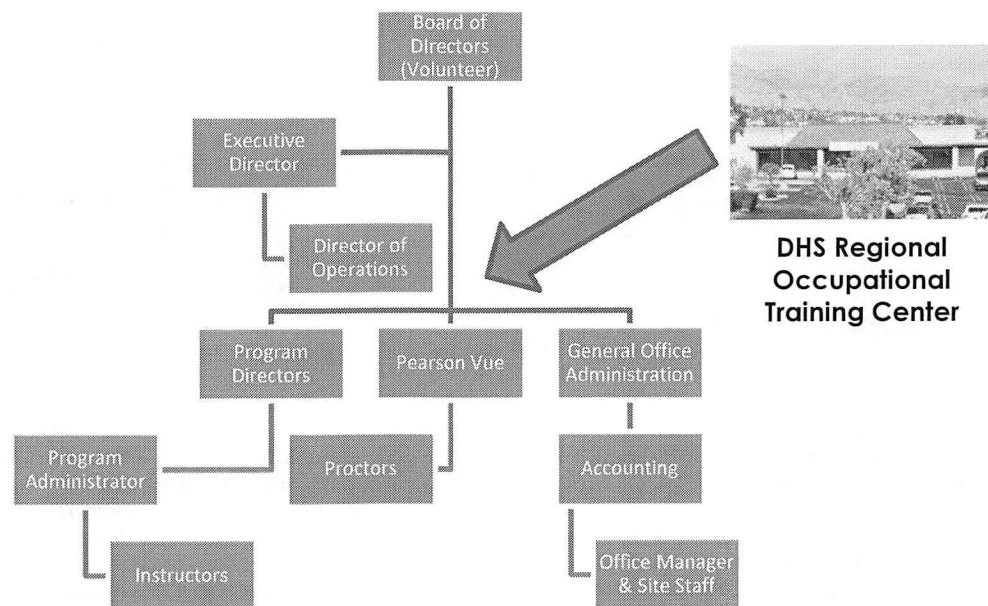 Board of
Directors
(Volunteer)
Executive
Director
Director of
Operations
DHS Regional
Occupational
Training Center
Program
Directors
Pearson Vue
General Office
Administration
Program
Administrator
Proctors
Accounting
Instructors
Office Manager
& Site Staff